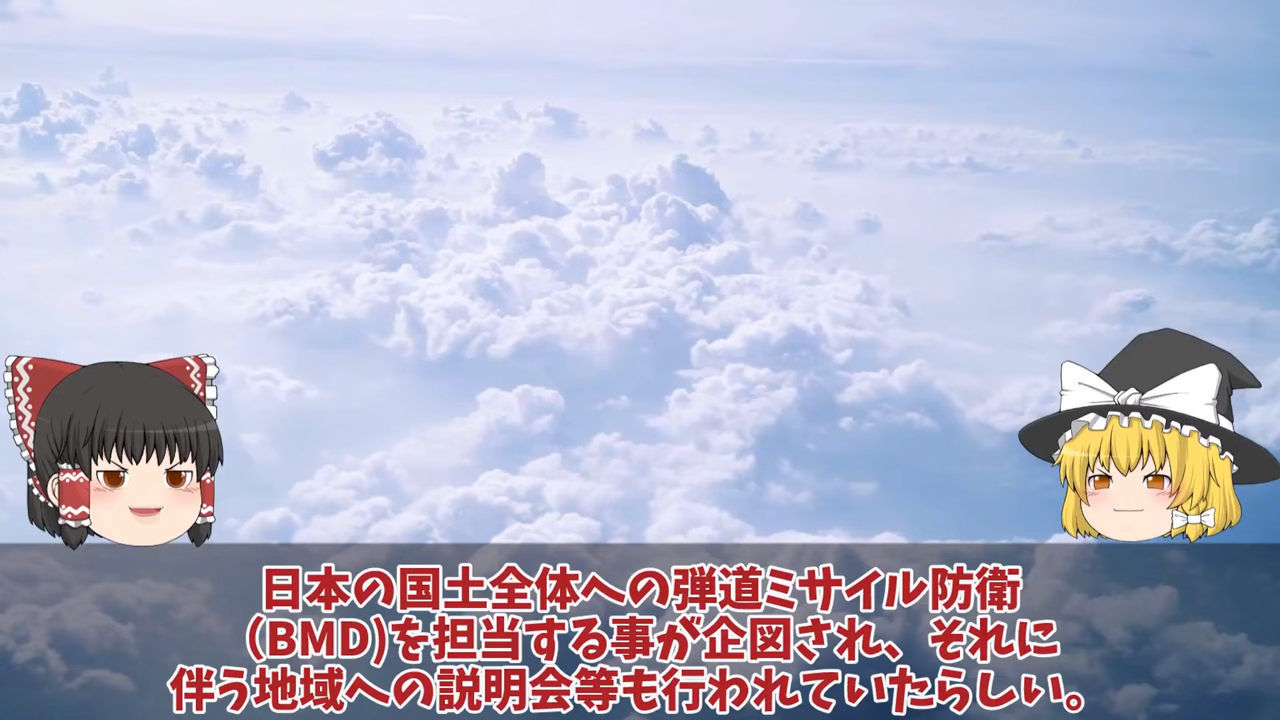 日本の国土全体への弾道ミサイル防衛
(BMD)を担当する事が企図され、それに
伴う地域への説明会等も行われていたらしい。